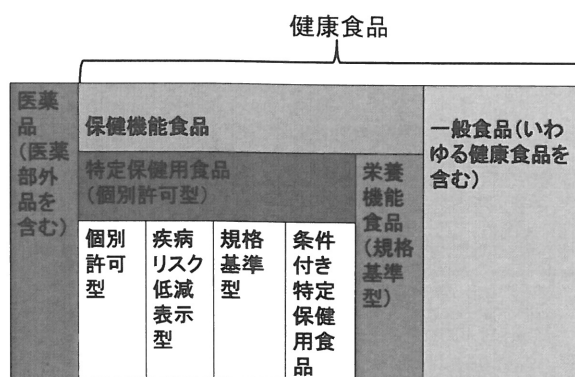 健康食品
医薬
品
(医薬
部外
品を
含む)
保健機能食品
特定保健用食品
(個別許可型)
個別
許可
型
疾病
リスク
低減
表示
型
規格
基準
型
条件
付き
特定
保健
用食
品
栄養
機能
食品
(規格
基準
型)
一般食品(いわ
ゆる健康食品を
含む)